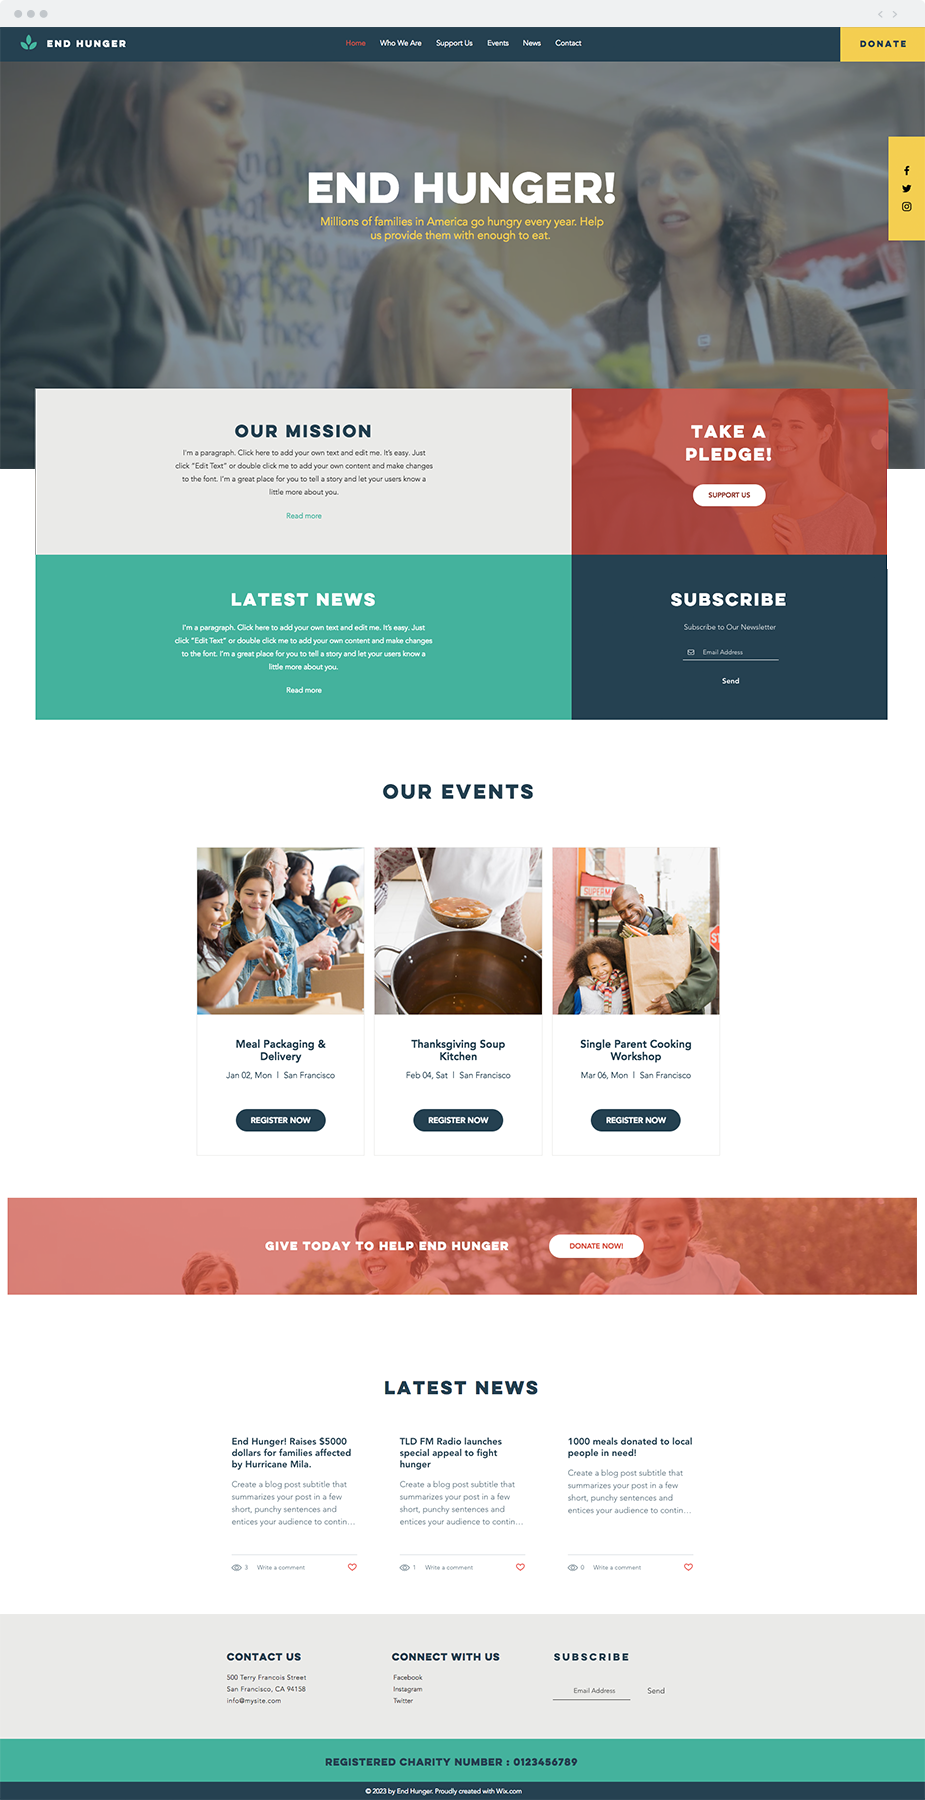 END HUNGER
Home Who We Are Support Us Events News Contact
DONATE
END HUNGER!
Millions of families in America go hungry every year. Help
us provide them with enough to eat.
OUR MISSION
I'm a paragraph. Click here to add your own text and edit me. It's easy. Just
click "Edit Text" or double click me to add your own content and make changes
to the font. I'm a great place for you to tell a story and let your users know a
little more about you.
Read more
TAKE A
PLEDGE!
SUPPORT US
LATEST NEWS
I'm a paragraph. Click here to add your own text and edit me. It's easy. Just
click "Edit Text" or double click me to add your own content and make changes
to the font. I'm a great place for you to tell a story and let your users know a
little more about you.
Read more
SUBSCRIBE
Subscribe to Our Newsletter
Email Address
Send
OUR EVENTS
SUPERM
Meal Packaging &
Delivery
Jan 02, Mon | San Francisco
REGISTER NOW
Thanksgiving Soup
Kitchen
Feb 04, Sat | San Francisco
REGISTER NOW
Single Parent Cooking
Workshop
Mar 06, Mon | San Francisco
REGISTER NOW
GIVE TODAY TO HELP END HUNGER
DONATE NOW!
LATEST NEWS
End Hunger! Raises $5000
dollars for families affected
by Hurricane Mila.
Create a blog post subtitle that
summarizes your post in a few
short, punchy sentences and
entices your audience to contin...
3 Write a comment
TLD FM Radio launches
special appeal to fight
hunger
Create a blog post subtitle that
summarizes your post in a few
short, punchy sentences and
entices your audience to contin...
1 Write a comment
1000 meals donated to local
people in need!
Create a blog post subtitle that
summarizes your post in a few
short, punchy sentences and
entices your audience to contin...
0 Write a comment
CONTACT US
500 Terry Francois Street
San Francisco, CA 94158
info@mysite.com
CONNECT WITH US
Facebook
Instagram
Twitter
SUBSCRIBE
Email Address
Send
REGISTERED CHARITY NUMBER : 0123456789
© 2023 by End Hunger. Proudly created with Wix.com